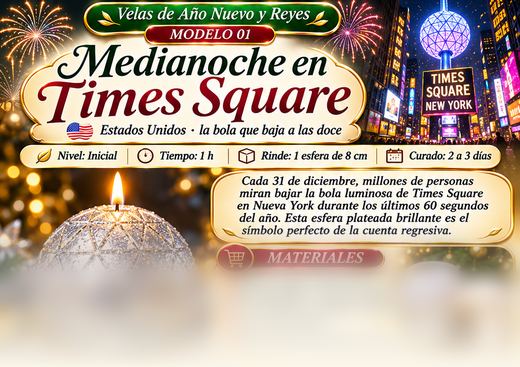 Velas de Año Nuevo y Reyes
MODELO 01
Medianoche en
Times Square
Estados Unidos · la bola que baja a las doce
TIMES
SQUARE
NEW YORK
Nivel: Inicial
Tiempo: 1 h
Rinde: 1 esfera de 8 cm
Curado: 2 a 3 días
Cada 31 de diciembre, millones de personas
miran bajar la bola luminosa de Times Square
en Nueva York durante los últimos 60 segundos
del año. Esta esfera plateada brillante es el
símbolo perfecto de la cuenta regresiva.
MATERIALES